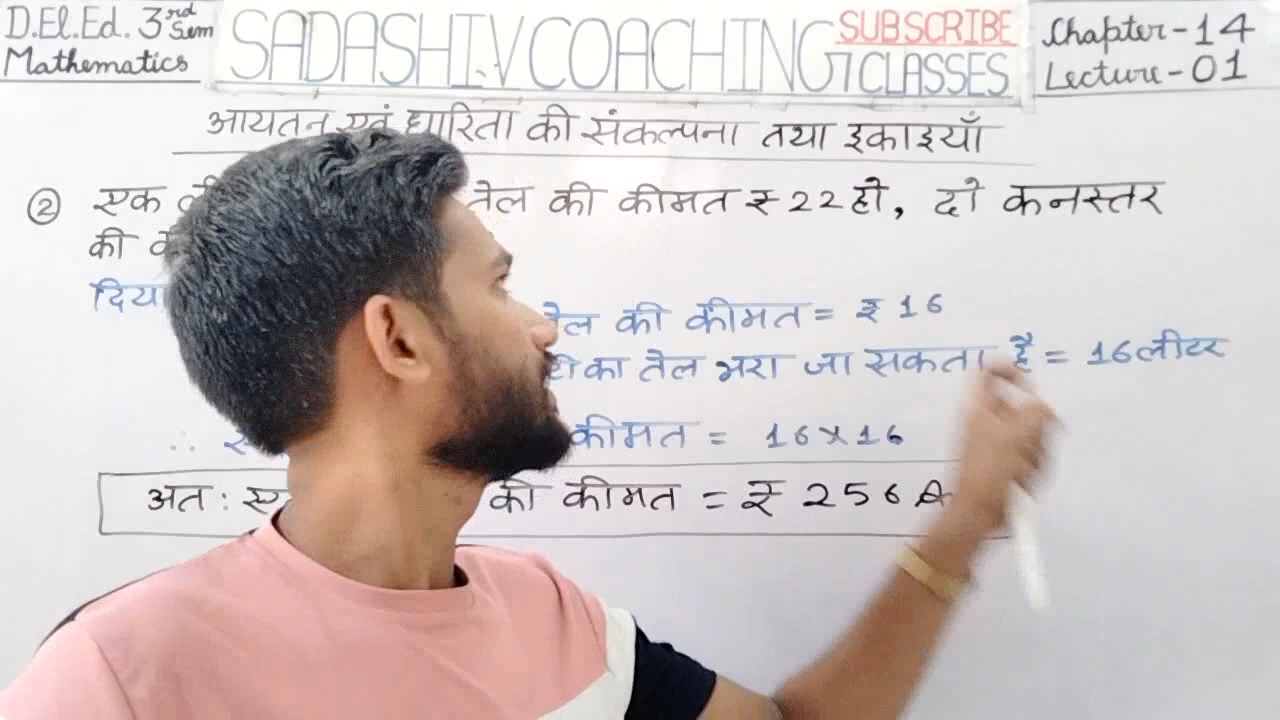 D.El.Ed. 3rd Sem
Mathematics
SADASHIV COACHING
SUBSCRIBE
CLASSES
Chapter-14
Lecture-01
आयतन एवं धारिता की संकल्पना तथा इकाइयाँ
② एक तेल की कीमत ₹ 22 हो, दो कनस्तर
की
तेल की कीमत = ₹ 16
का तेल भरा जा सकता है = 16 लीटर
∴ कीमत = 16 × 16
अतः की कीमत = ₹ 256